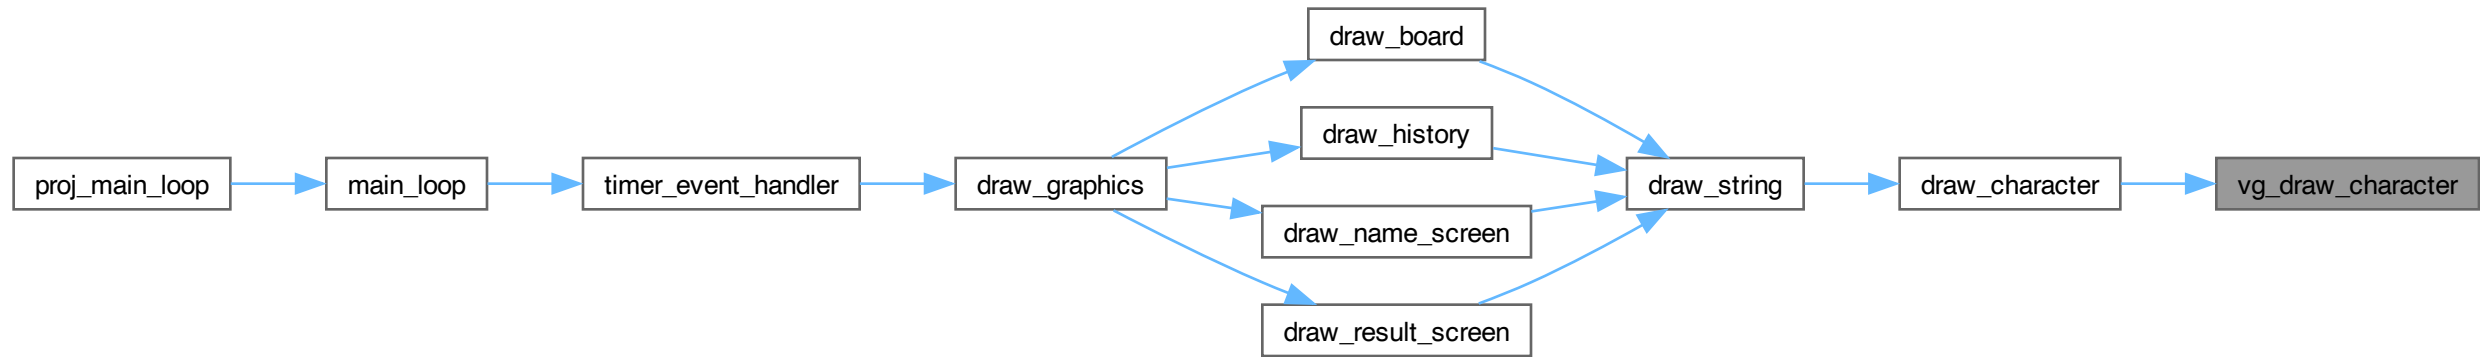 proj_main_loop
main_loop
timer_event_handler
draw_graphics
draw_board
draw_history
draw_name_screen
draw_result_screen
draw_string
draw_character
vg_draw_character